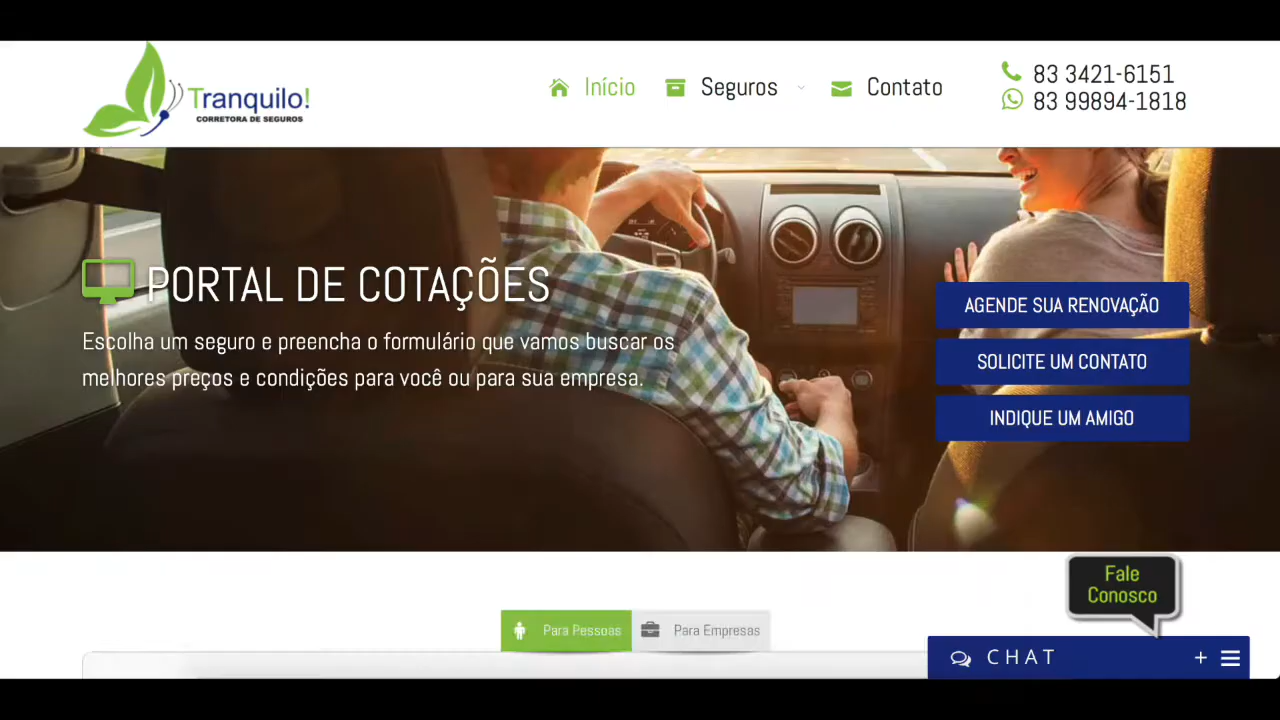 Tranquilo!
CORRETORA DE SEGUROS
Início
Seguros
Contato
83 3421-6151
83 99894-1818
PORTAL DE COTAÇÕES
Escolha um seguro e preencha o formulário que vamos buscar os
melhores preços e condições para você ou para sua empresa.
AGENDE SUA RENOVAÇÃO
SOLICITE UM CONTATO
INDIQUE UM AMIGO
Fale
Conosco
Para Pessoas
Para Empresas
CHAT